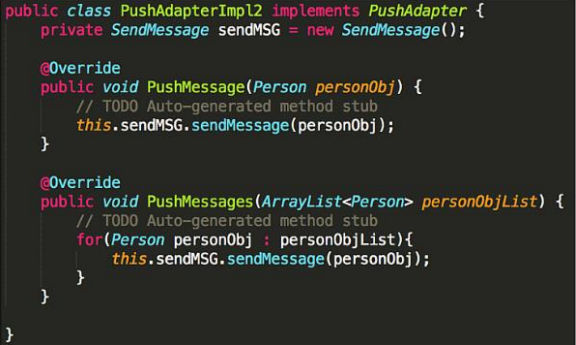 public class PushAdapterImpl2 implements PushAdapter {
    private SendMessage sendMSG = new SendMessage();

    @Override
    public void PushMessage(Person personObj) {
        // TODO Auto-generated method stub
        this.sendMSG.sendMessage(personObj);
    }

    @Override
    public void PushMessages(ArrayList<Person> personObjList) {
        // TODO Auto-generated method stub
        for(Person personObj : personObjList){
            this.sendMSG.sendMessage(personObj);
        }
    }

}